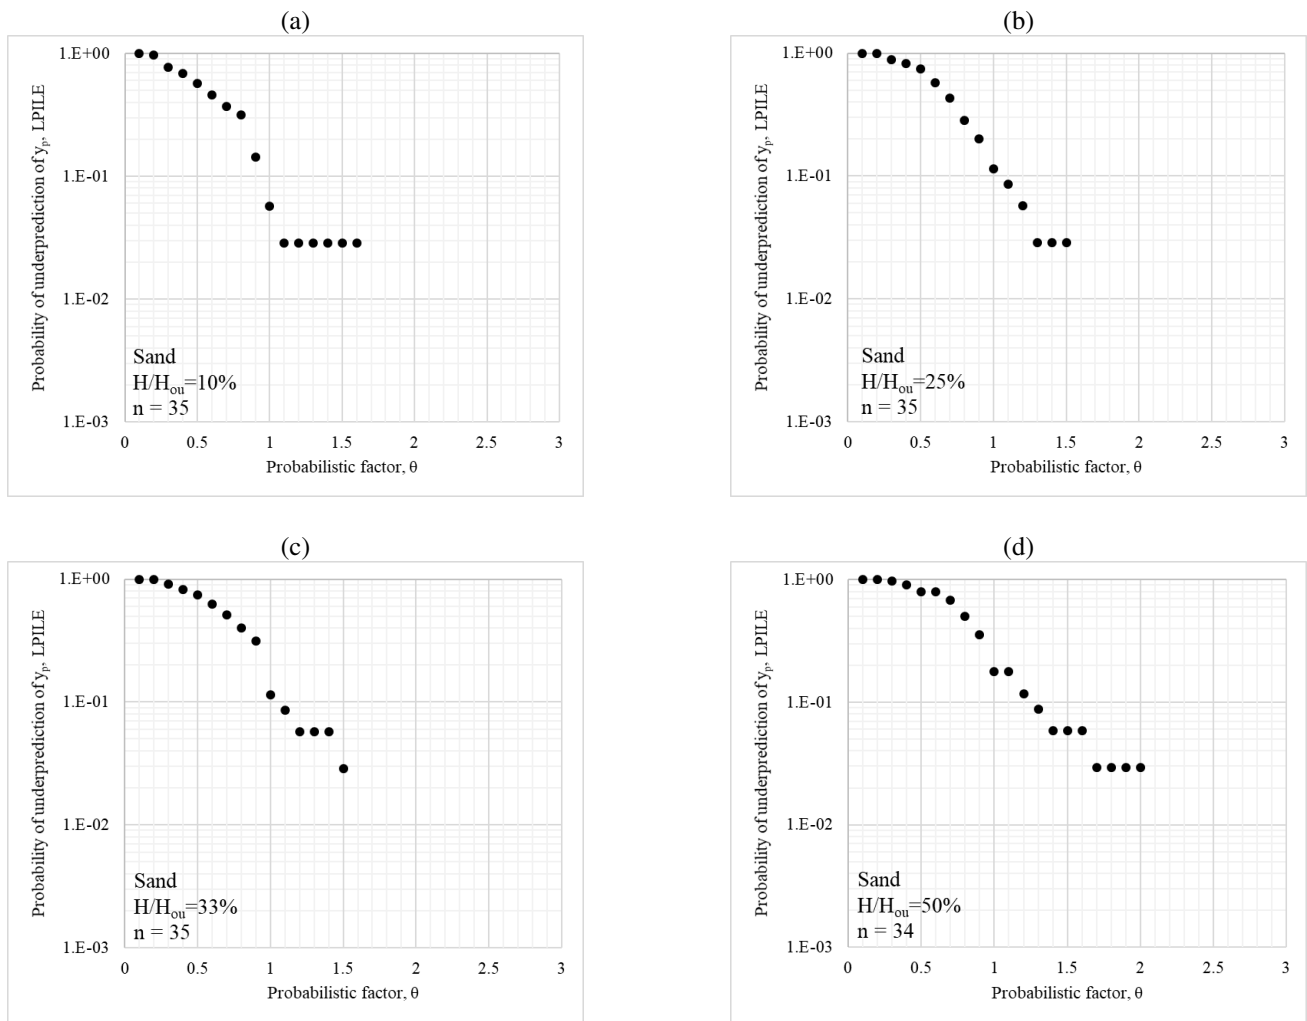 (a)
Probability of underprediction of yp, LPILE
1.E+00
1.E-01
1.E-02
1.E-03
Sand
H/Hou=10%
n = 35
0 0.5 1 1.5 2 2.5 3
Probabilistic factor, θ
(b)
Probability of underprediction of yp, LPILE
1.E+00
1.E-01
1.E-02
1.E-03
Sand
H/Hou=25%
n = 35
0 0.5 1 1.5 2 2.5 3
Probabilistic factor, θ
(c)
Probability of underprediction of yp, LPILE
1.E+00
1.E-01
1.E-02
1.E-03
Sand
H/Hou=33%
n = 35
0 0.5 1 1.5 2 2.5 3
Probabilistic factor, θ
(d)
Probability of underprediction of yp, LPILE
1.E+00
1.E-01
1.E-02
1.E-03
Sand
H/Hou=50%
n = 34
0 0.5 1 1.5 2 2.5 3
Probabilistic factor, θ